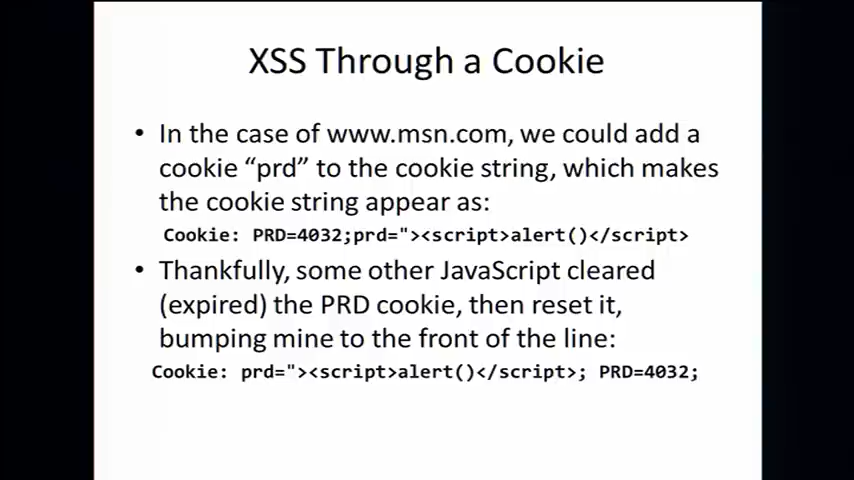 XSS Through a Cookie
• In the case of www.msn.com, we could add a
cookie “prd” to the cookie string, which makes
the cookie string appear as:
Cookie: PRD=4032;prd="><script>alert()</script>
• Thankfully, some other JavaScript cleared
(expired) the PRD cookie, then reset it,
bumping mine to the front of the line:
Cookie: prd="><script>alert()</script>; PRD=4032;